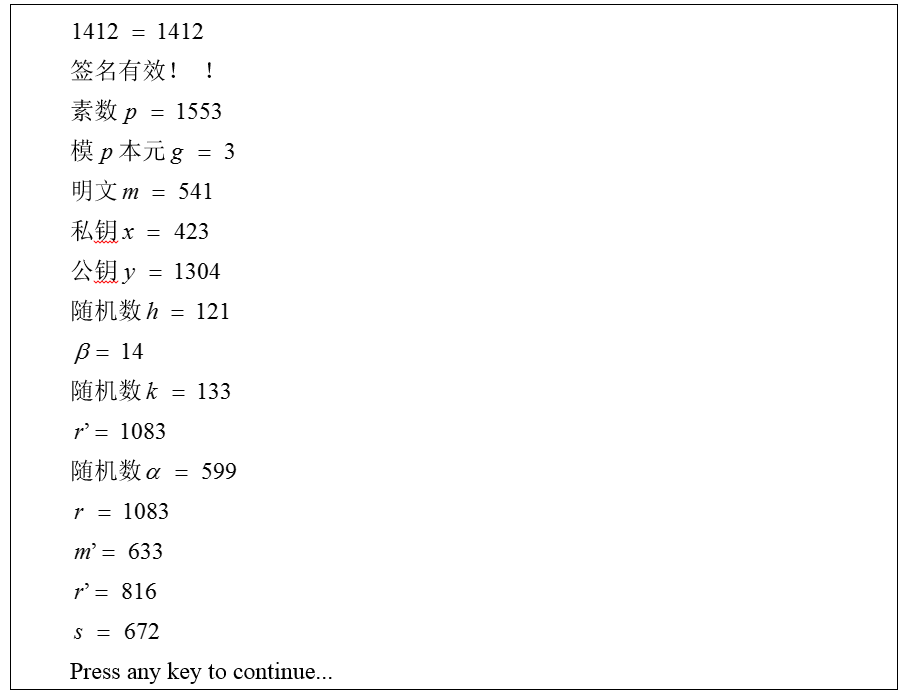 1412 = 1412
签名有效！ ！
素数 p = 1553
模 p 本元 g = 3
明文 m = 541
私钥 x = 423
公钥 y = 1304
随机数 h = 121
β = 14
随机数 k = 133
r’ = 1083
随机数 α = 599
r = 1083
m’ = 633
r’ = 816
s = 672
Press any key to continue...